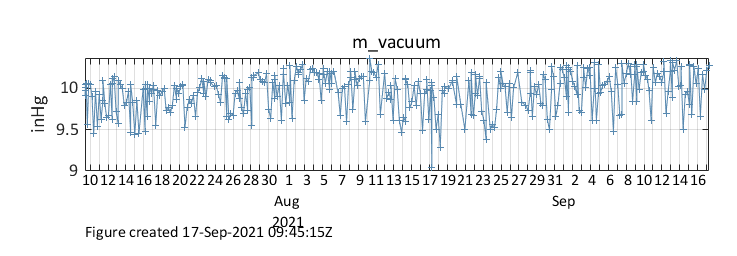 m_vacuum
inHg
10
9.5
9
10 12 14 16 18 20 22 24 26 28 30 1 3 5 7 9 11 13 15 17 19 21 23 25 27 29 31 2 4 6 8 10 12 14 16
Aug Sep
2021
Figure created 17-Sep-2021 09:45:15Z